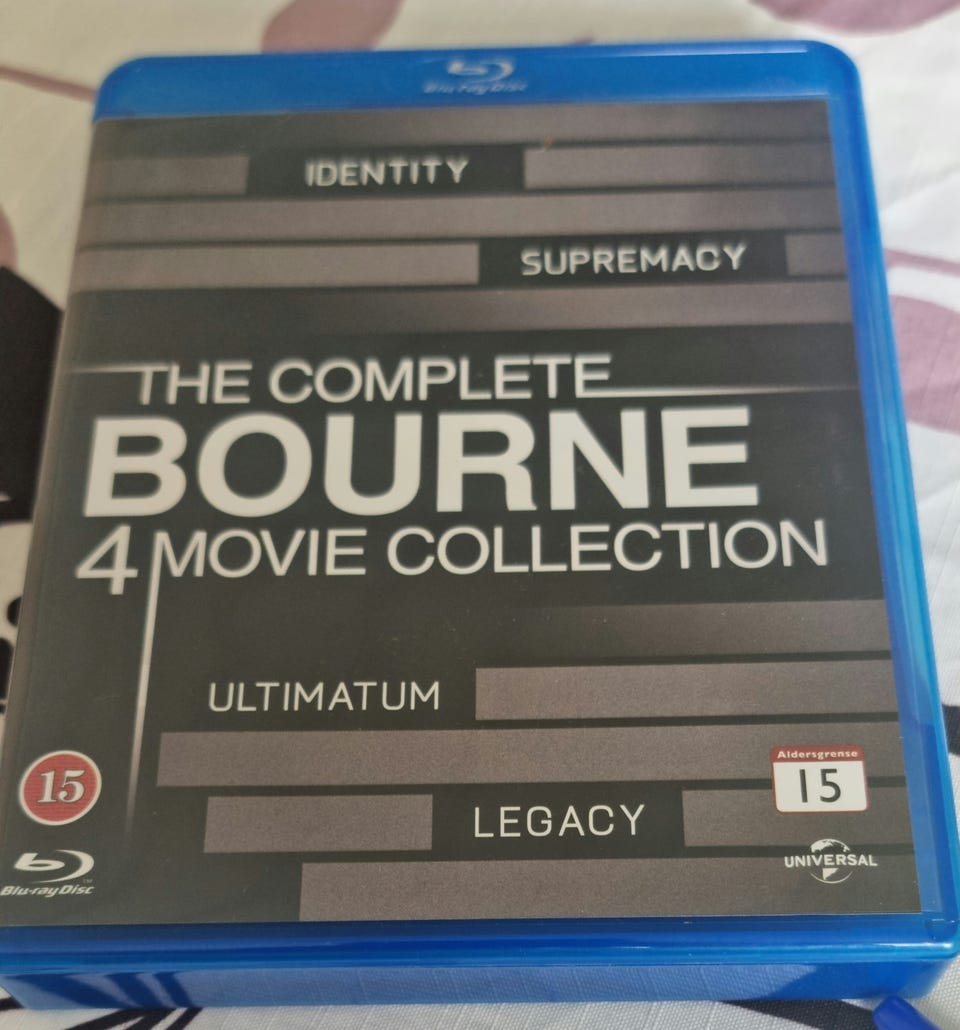 Blu-ray Disc
IDENTITY
SUPREMACY
THE COMPLETE
BOURNE
4 MOVIE COLLECTION
ULTIMATUM
Aldersgrense
15
15
LEGACY
UNIVERSAL
Blu-ray Disc